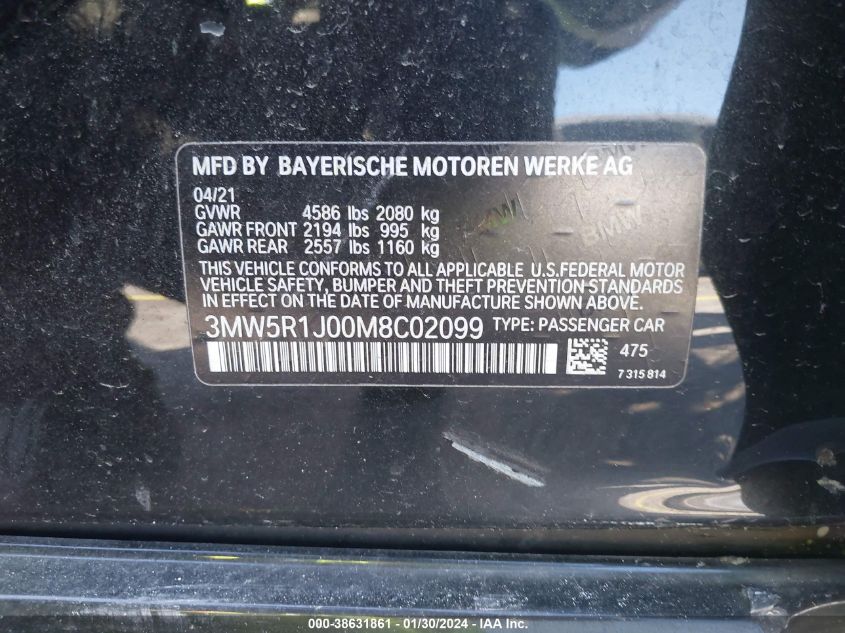 MFD BY BAYERISCHE MOTOREN WERKE AG
04/21
GVWR 4586 lbs 2080 kg
GAWR FRONT 2194 lbs 995 kg
GAWR REAR 2557 lbs 1160 kg
THIS VEHICLE CONFORMS TO ALL APPLICABLE U.S.FEDERAL MOTOR
VEHICLE SAFETY, BUMPER AND THEFT PREVENTION STANDARDS
IN EFFECT ON THE DATE OF MANUFACTURE SHOWN ABOVE.
3MW5R1J00M8C02099 TYPE: PASSENGER CAR
475
7 315 814
BMW
BMW
000-38631861 - 01/30/2024 - IAA Inc.